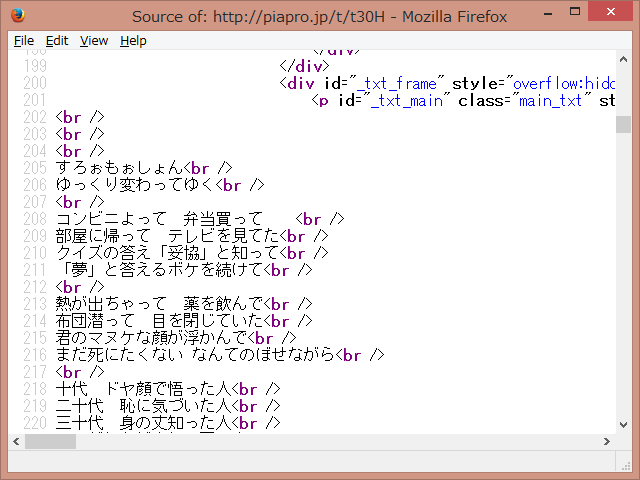 Source of: http://piapro.jp/t/t30H - Mozilla Firefox
File Edit View Help
199 </div>
200 <div id="_txt_frame" style="overflow:hidd
201 <p id="_txt_main" class="main_txt" st
202 <br />
203 <br />
204 <br />
205 すろぉもぉしょん<br />
206 ゆっくり変わってゆく<br />
207 <br />
208 コンビニよって　弁当買って　　<br />
209 部屋に帰って　テレビを見てた<br />
210 クイズの答え「妥協」と知って<br />
211 「夢」と答えるボケを続けて<br />
212 <br />
213 熱が出ちゃって　薬を飲んで<br />
214 布団潜って　目を閉じていた<br />
215 君のマヌケな顔が浮かんで<br />
216 まだ死にたくない なんてのぼせながら<br />
217 <br />
218 十代　ドヤ顔で悟った人<br />
219 二十代　恥に気づいた人<br />
220 三十代　身の丈知った人<br />